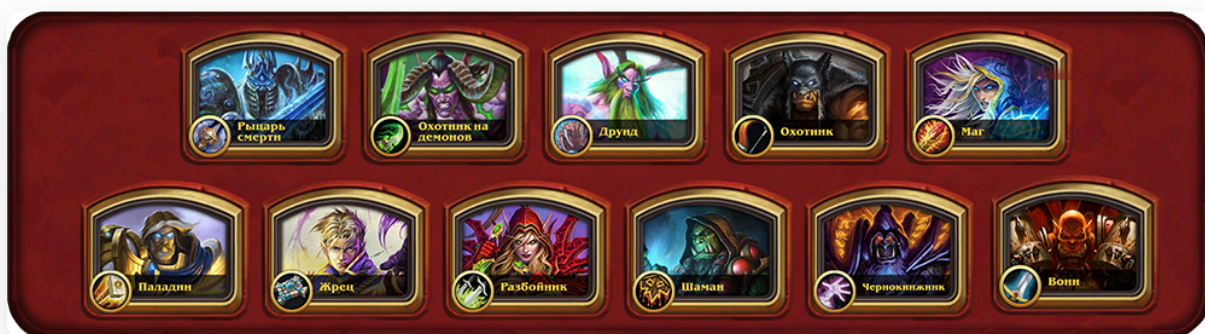 Рыцарь
смерти
Охотник на
демонов
Друид
Охотник
Маг
Паладин
Жрец
Разбойник
Шаман
Чернокнижник
Воин